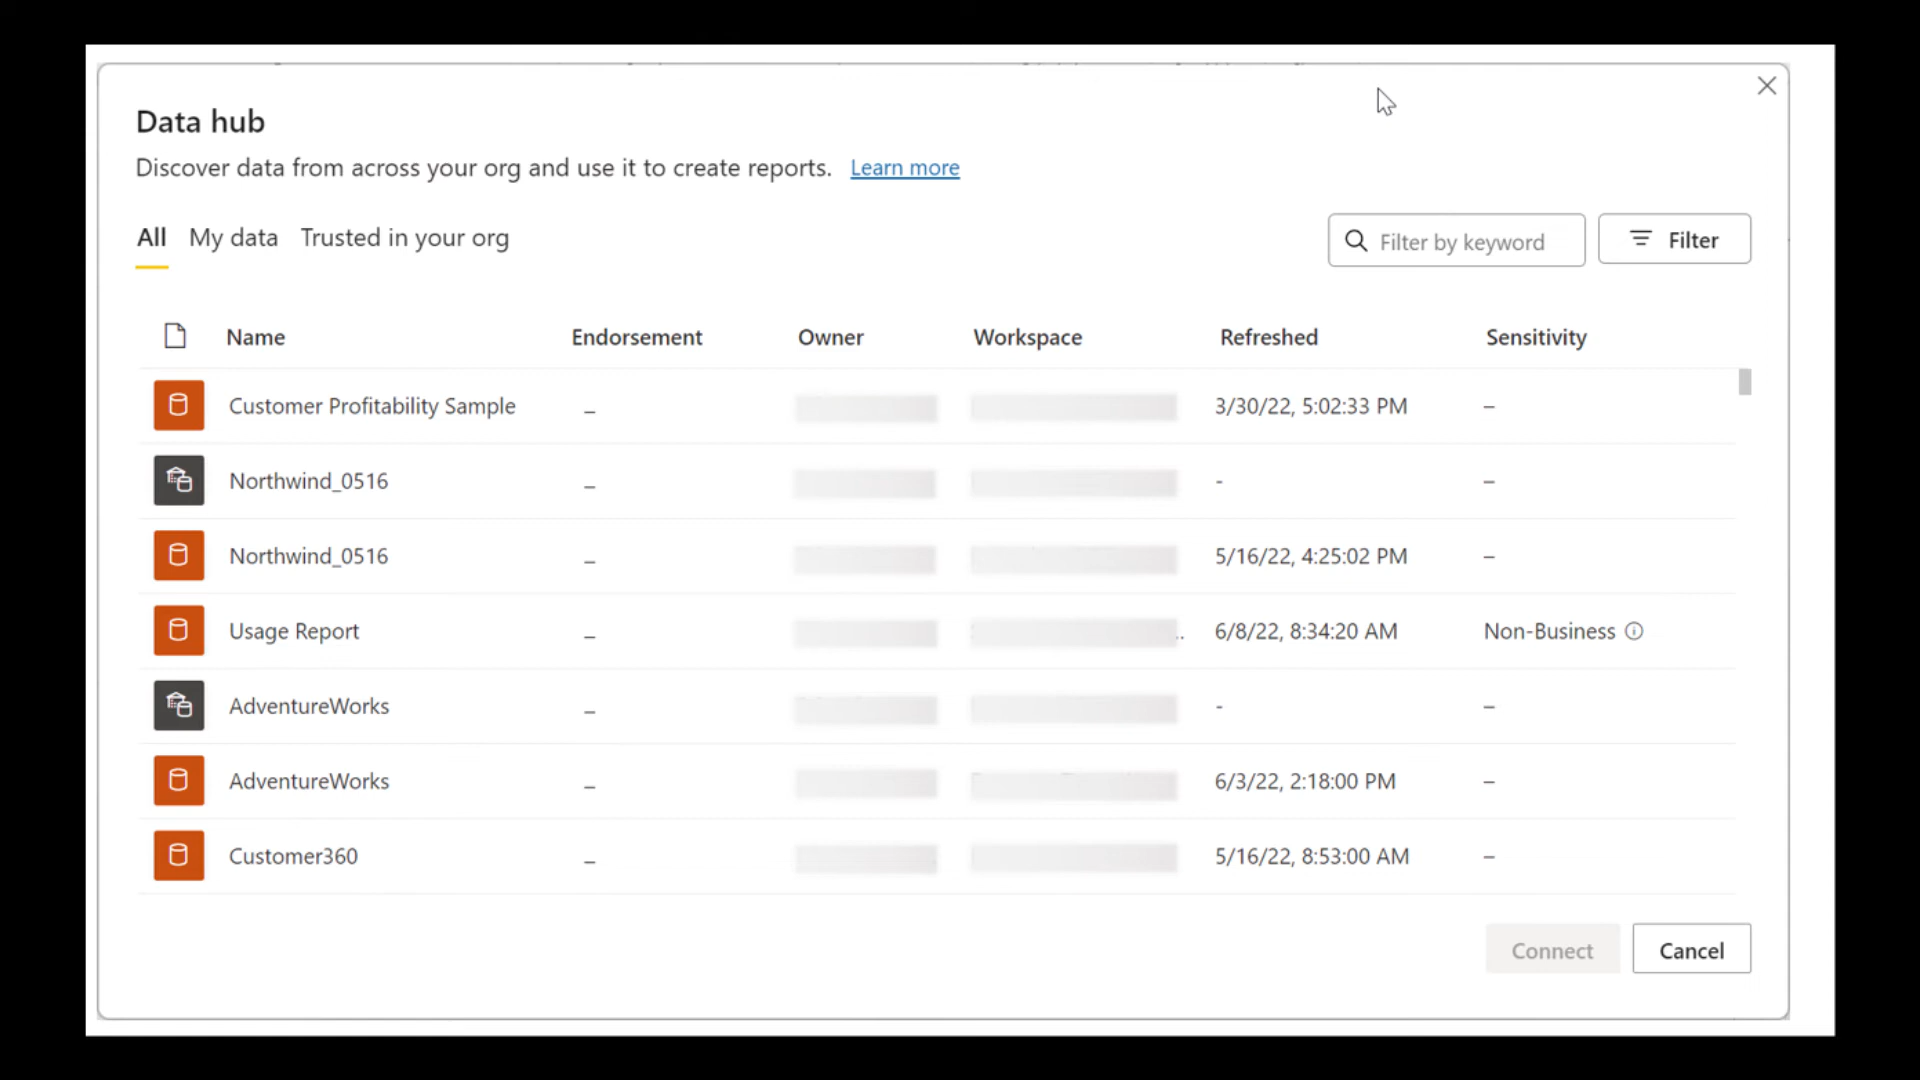 Data hub
Discover data from across your org and use it to create reports. Learn more
All My data Trusted in your org Filter by keyword Filter
Name Endorsement Owner Workspace Refreshed Sensitivity
Customer Profitability Sample – 3/30/22, 5:02:33 PM –
Northwind_0516 – - –
Northwind_0516 – 5/16/22, 4:25:02 PM –
Usage Report – .. 6/8/22, 8:34:20 AM Non-Business
AdventureWorks – - –
AdventureWorks – 6/3/22, 2:18:00 PM –
Customer360 – 5/16/22, 8:53:00 AM –
Connect Cancel